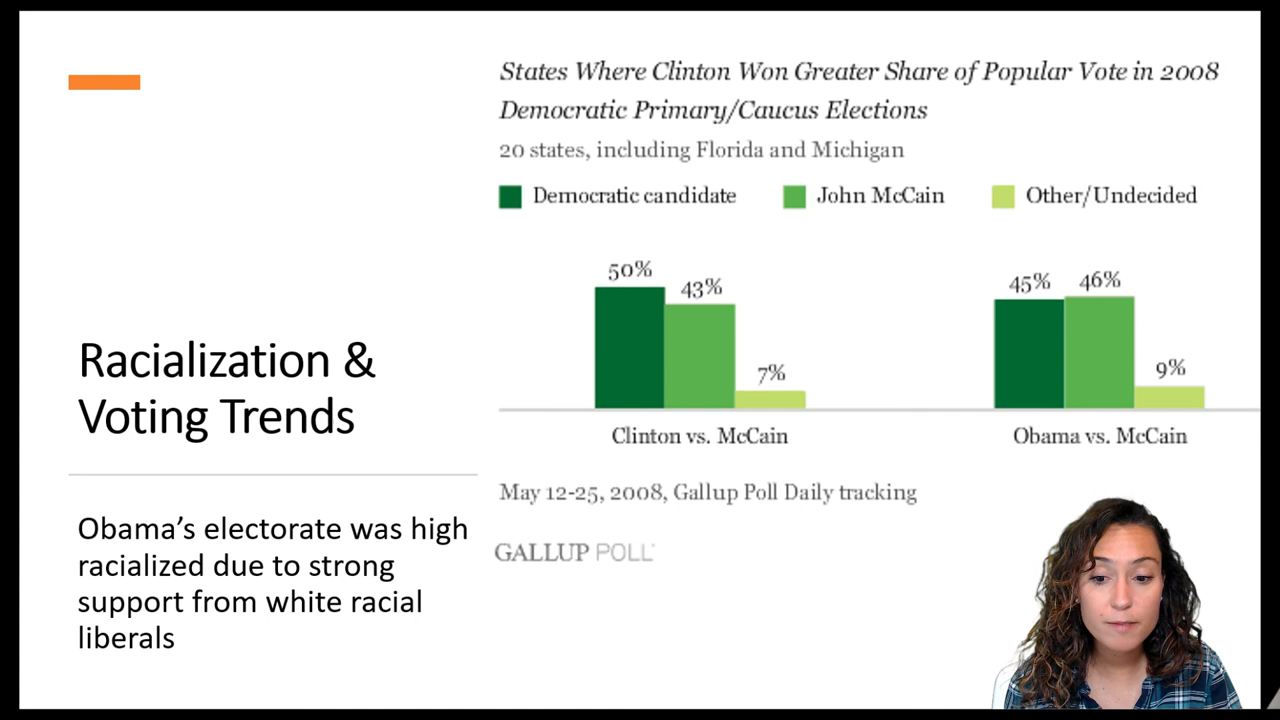 States Where Clinton Won Greater Share of Popular Vote in 2008
Democratic Primary/Caucus Elections
20 states, including Florida and Michigan
Democratic candidate John McCain Other/Undecided
50% 43% 7% 45% 46% 9%
Clinton vs. McCain Obama vs. McCain
May 12-25, 2008, Gallup Poll Daily tracking
GALLUP POLL
Racialization &
Voting Trends
Obama’s electorate was high
racialized due to strong
support from white racial
liberals